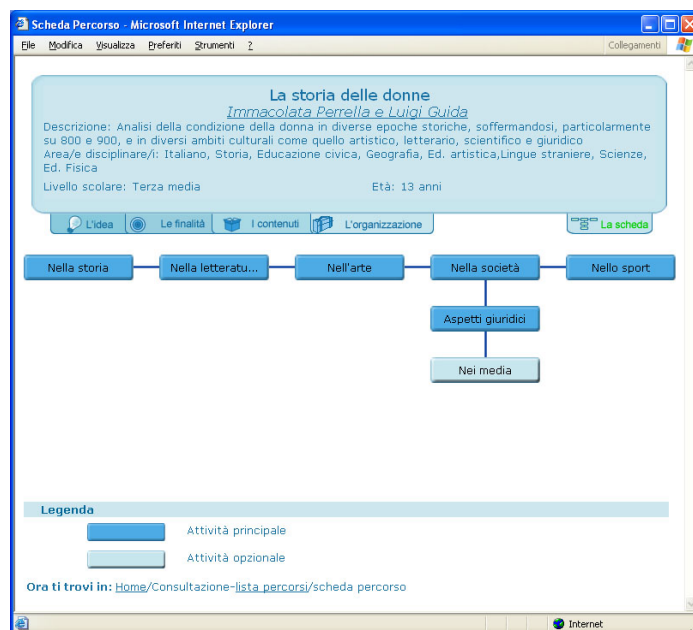 Scheda Percorso - Microsoft Internet Explorer
File Modifica Visualizza Preferiti Strumenti ? Collegamenti
La storia delle donne
Immacolata Perrella e Luigi Guida
Descrizione: Analisi della condizione della donna in diverse epoche storiche, soffermandosi, particolarmente
su 800 e 900, e in diversi ambiti culturali come quello artistico, letterario, scientifico e giuridico
Area/e disciplinare/i: Italiano, Storia, Educazione civica, Geografia, Ed. artistica,Lingue straniere, Scienze,
Ed. Fisica
Livello scolare: Terza media Età: 13 anni
L'idea Le finalità I contenuti L'organizzazione La scheda
Nella storia Nella letteratu... Nell'arte Nella società Nello sport
Aspetti giuridici
Nei media
Legenda
Attività principale
Attività opzionale
Ora ti trovi in: Home/Consultazione-lista percorsi/scheda percorso
Internet